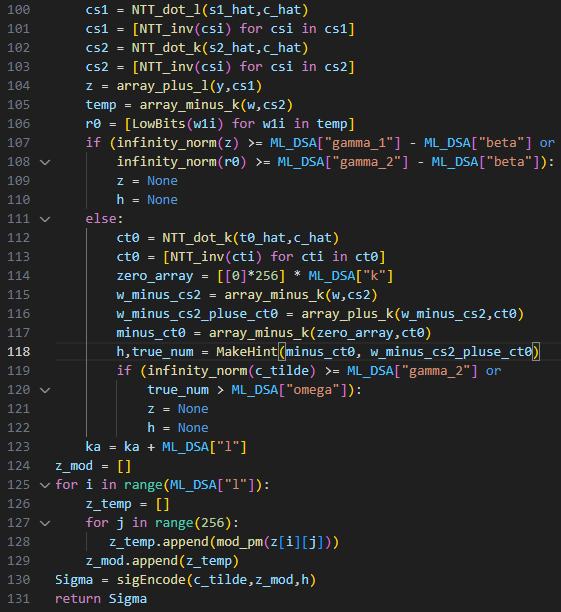 100 cs1 = NTT_dot_l(s1_hat,c_hat)
101 cs1 = [NTT_inv(csi) for csi in cs1]
102 cs2 = NTT_dot_k(s2_hat,c_hat)
103 cs2 = [NTT_inv(csi) for csi in cs2]
104 z = array_plus_l(y,cs1)
105 temp = array_minus_k(w,cs2)
106 r0 = [LowBits(w1i) for w1i in temp]
107 if (infinity_norm(z) >= ML_DSA["gamma_1"] - ML_DSA["beta"] or
108 infinity_norm(r0) >= ML_DSA["gamma_2"] - ML_DSA["beta"]):
109 z = None
110 h = None
111 else:
112 ct0 = NTT_dot_k(t0_hat,c_hat)
113 ct0 = [NTT_inv(cti) for cti in ct0]
114 zero_array = [[0]*256] * ML_DSA["k"]
115 w_minus_cs2 = array_minus_k(w,cs2)
116 w_minus_cs2_pluse_ct0 = array_plus_k(w_minus_cs2,ct0)
117 minus_ct0 = array_minus_k(zero_array,ct0)
118 h,true_num = MakeHint(minus_ct0, w_minus_cs2_pluse_ct0)
119 if (infinity_norm(c_tilde) >= ML_DSA["gamma_2"] or
120 true_num > ML_DSA["omega"]):
121 z = None
122 h = None
123 ka = ka + ML_DSA["l"]
124 z_mod = []
125 for i in range(ML_DSA["l"]):
126 z_temp = []
127 for j in range(256):
128 z_temp.append(mod_pm(z[i][j]))
129 z_mod.append(z_temp)
130 Sigma = sigEncode(c_tilde,z_mod,h)
131 return Sigma